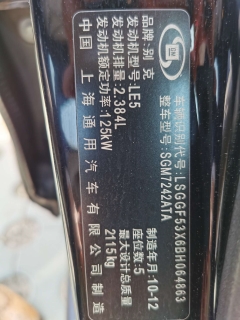 品牌:别克
发动机型号:LE5
发动机排量:2.384L
发动机额定功率:125kW
中国 上海通用汽车有限公司制造
GM
车辆识别代号:LSGGF53X6BH064863
整车型号:SGM7242ATA
制造年月:10-12
座位数:5
最大设计总质量
2115kg